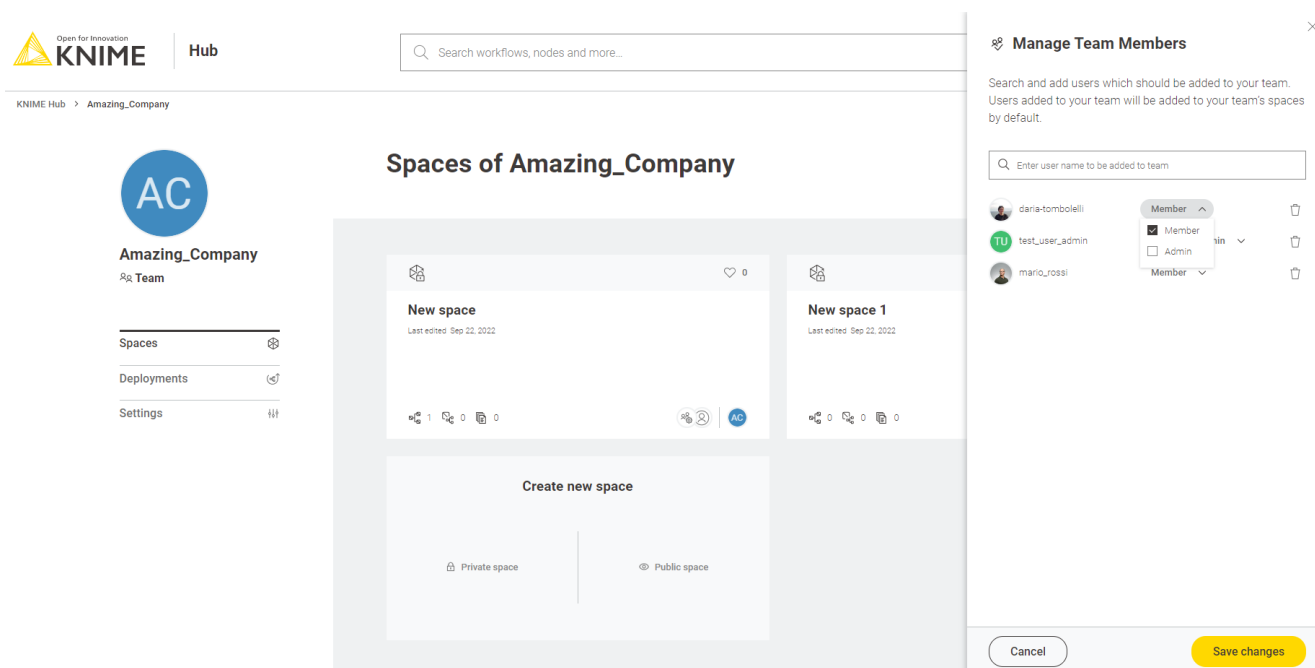 Open for Innovation
KNIME
Hub
Search workflows, nodes and more...
KNIME Hub > Amazing_Company
AC
Amazing_Company
Team
Spaces
Deployments
Settings
Spaces of Amazing_Company
0
New space
Last edited Sep 22, 2022
1 0 0
AC
New space 1
Last edited Sep 22, 2022
0 0 0
Create new space
Private space
Public space
Manage Team Members
Search and add users which should be added to your team.
Users added to your team will be added to your team's spaces
by default.
Enter user name to be added to team
daria-tombolelli Member
Member
Admin
TU test_user_admin
mario_rossi Member
Cancel
Save changes